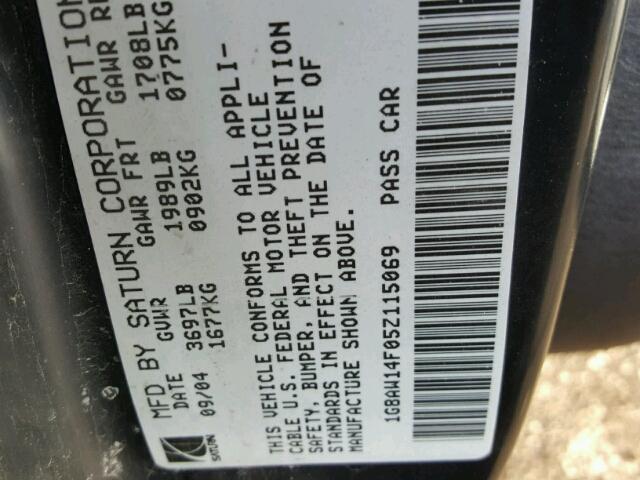 MFD BY SATURN CORPORATION
DATE GVWR GAWR FRT GAWR
09/04 3697LB 1989LB 1708LB
1677KG 0902KG 0775KG
SATURN
THIS VEHICLE CONFORMS TO ALL APPLI-
CABLE U.S. FEDERAL MOTOR VEHICLE
SAFETY, BUMPER, AND THEFT PREVENTION
STANDARDS IN EFFECT ON THE DATE OF
MANUFACTURE SHOWN ABOVE.
1G8AW14F05Z115069 PASS CAR